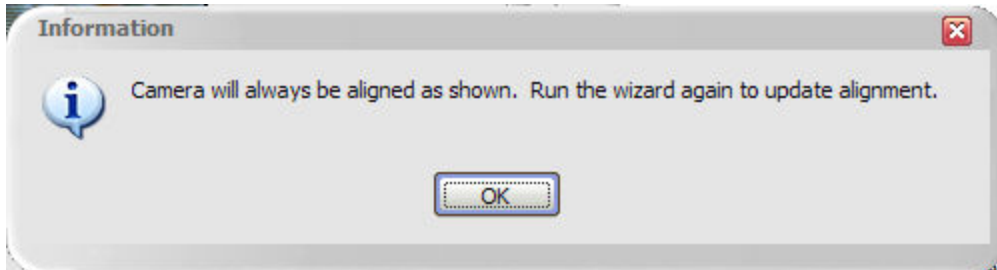 Information
Camera will always be aligned as shown.  Run the wizard again to update alignment.
OK